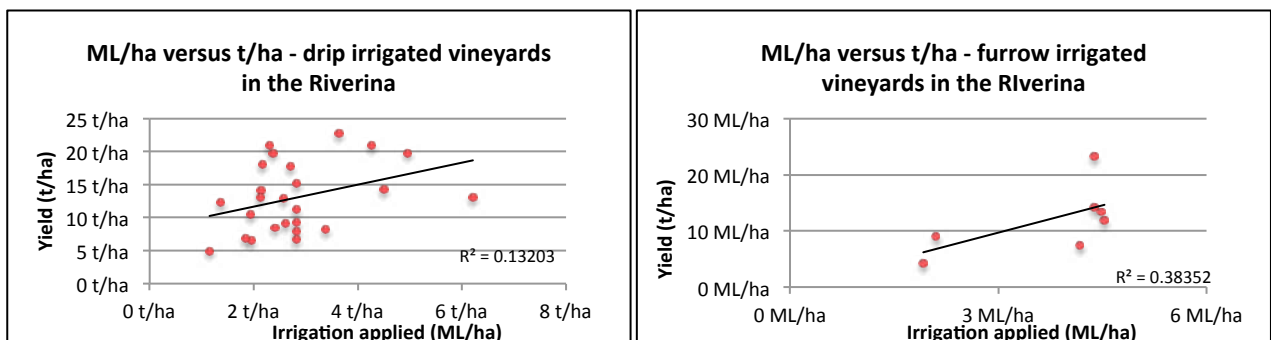 ML/ha versus t/ha - drip irrigated vineyards
in the Riverina
25 t/ha
20 t/ha
15 t/ha
10 t/ha
5 t/ha
0 t/ha
Yield (t/ha)
R² = 0.13203
0 t/ha 2 t/ha 4 t/ha 6 t/ha 8 t/ha
Irrigation applied (ML/ha)
ML/ha versus t/ha - furrow irrigated
vineyards in the RIverina
30 ML/ha
20 ML/ha
10 ML/ha
0 ML/ha
Yield (t/ha)
R² = 0.38352
0 ML/ha 3 ML/ha 6 ML/ha
Irrigation applied (ML/ha)